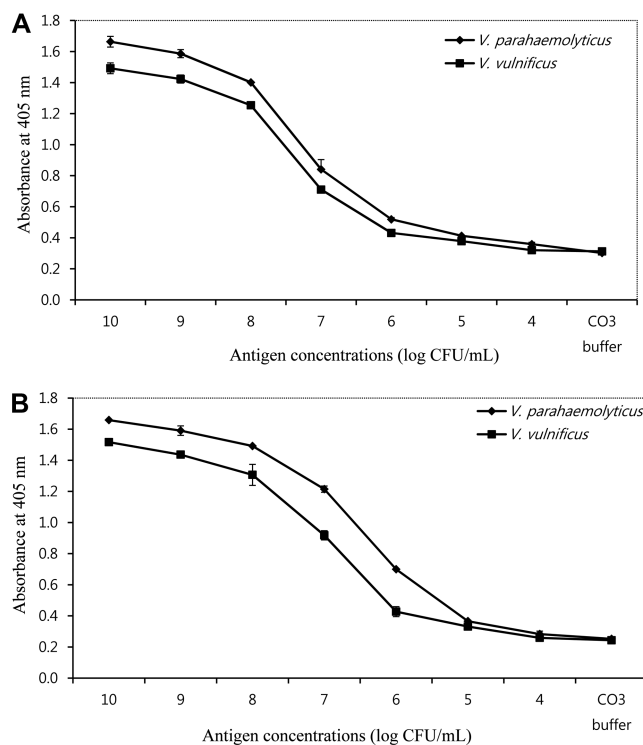 A
1.8
1.6
1.4
1.2
1.0
0.8
0.6
0.4
0.2
0.0
Absorbance at 405 nm
V. parahaemolyticus
V. vulnificus
10 9 8 7 6 5 4 CO3
buffer
Antigen concentrations (log CFU/mL)
B
1.8
1.6
1.4
1.2
1.0
0.8
0.6
0.4
0.2
0.0
Absorbance at 405 nm
V. parahaemolyticus
V. vulnificus
10 9 8 7 6 5 4 CO3
buffer
Antigen concentrations (log CFU/mL)